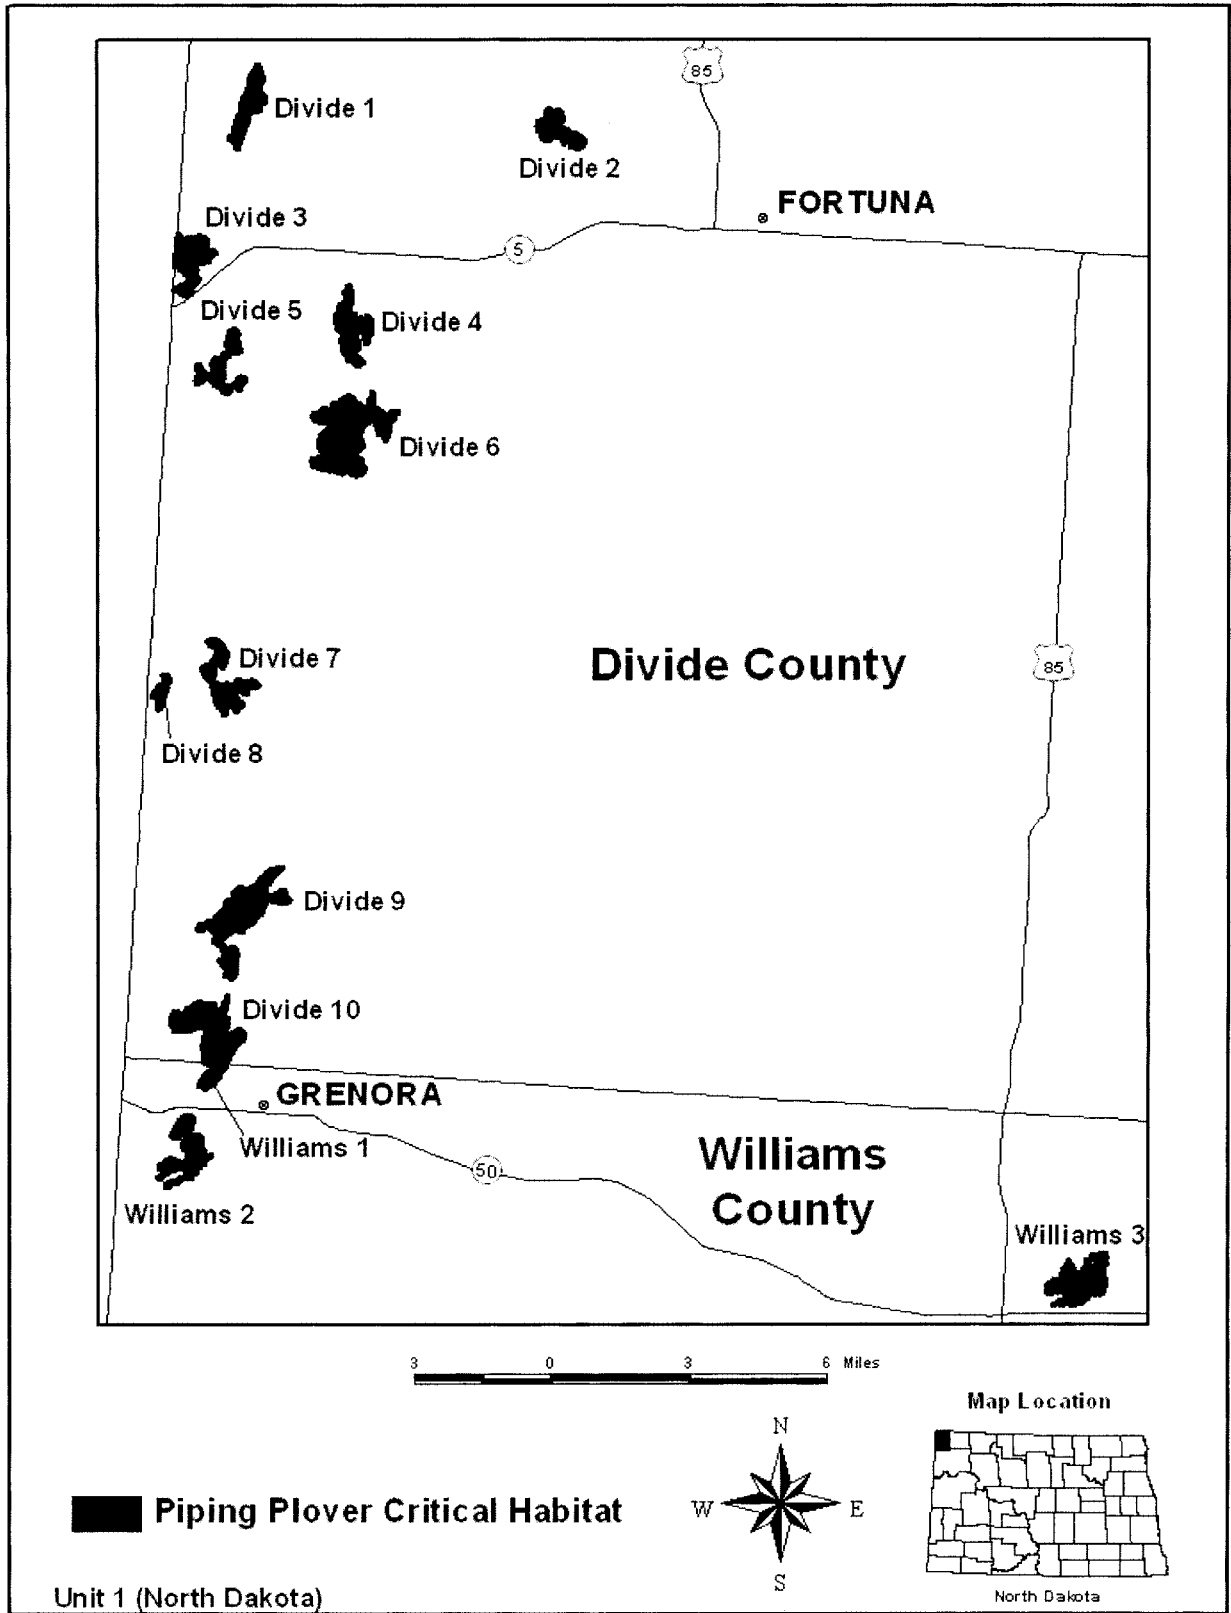 85
Divide 1
Divide 2
FORTUNA
Divide 3
5
Divide 5
Divide 4
Divide 6
Divide 7
Divide County
85
Divide 8
Divide 9
Divide 10
GRENORA
Williams 1
Williams
County
50
Williams 2
Williams 3
3 0 3 6 Miles
Map Location
N
W E
S
Piping Plover Critical Habitat
North Dakota
Unit 1 (North Dakota)